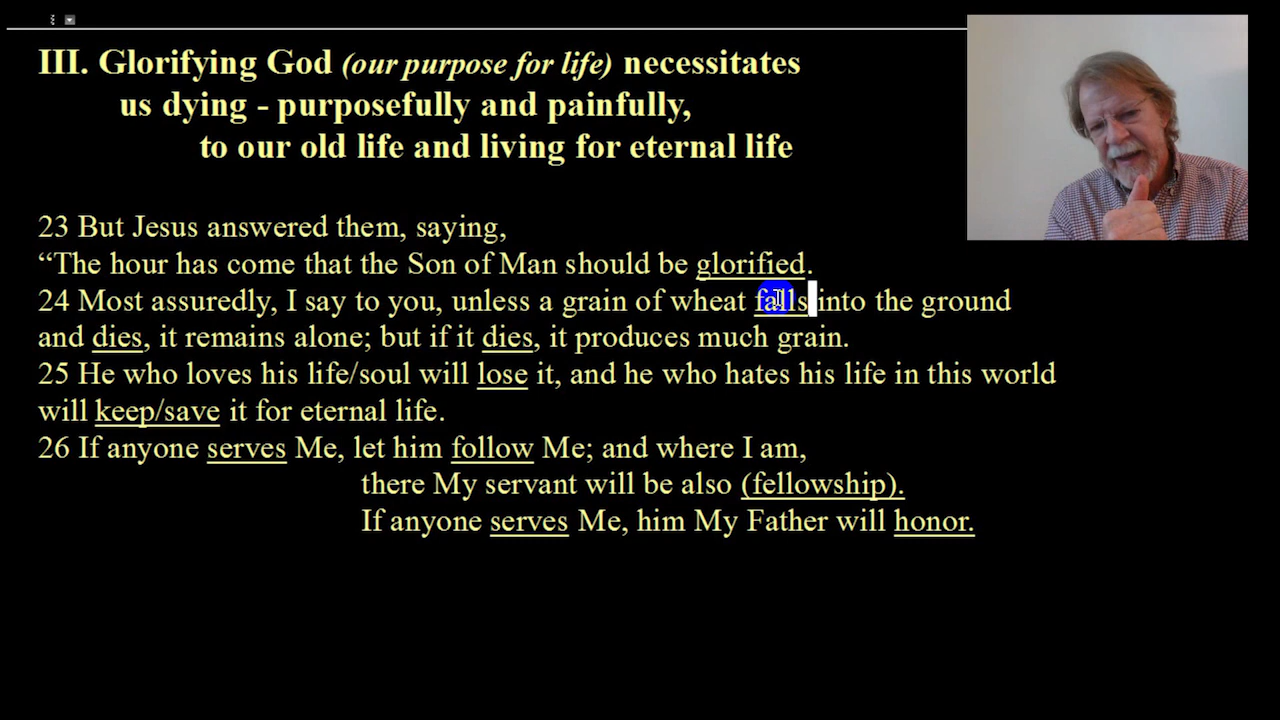 III. Glorifying God (our purpose for life) necessitates
us dying - purposefully and painfully,
to our old life and living for eternal life
23 But Jesus answered them, saying,
“The hour has come that the Son of Man should be glorified.
24 Most assuredly, I say to you, unless a grain of wheat falls into the ground
and dies, it remains alone; but if it dies, it produces much grain.
25 He who loves his life/soul will lose it, and he who hates his life in this world
will keep/save it for eternal life.
26 If anyone serves Me, let him follow Me; and where I am,
there My servant will be also (fellowship).
If anyone serves Me, him My Father will honor.